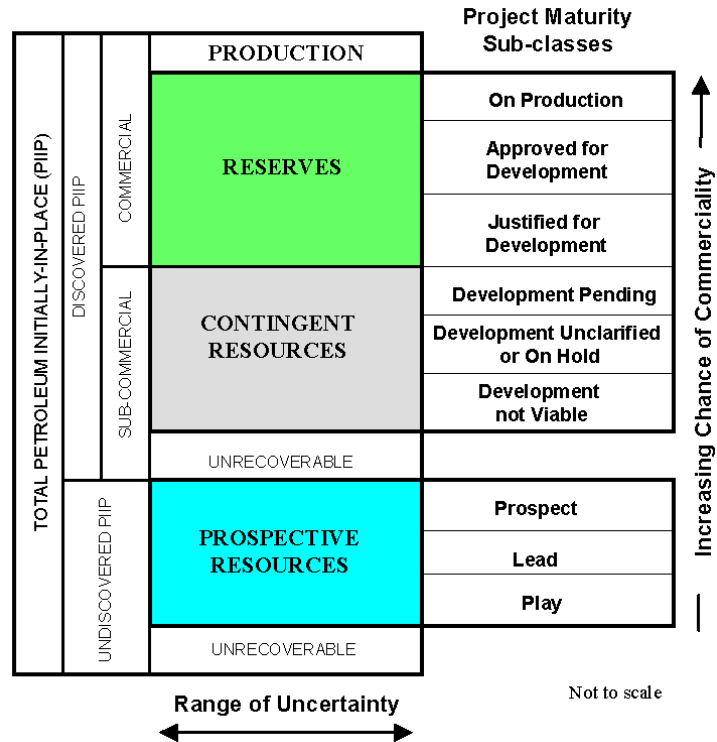 Project Maturity
Sub-classes
PRODUCTION
On Production
RESERVES
Approved for
Development
Justified for
Development
CONTINGENT
RESOURCES
Development Pending
Development Unclarified
or On Hold
Development
not Viable
UNRECOVERABLE
PROSPECTIVE
RESOURCES
Prospect
Lead
Play
UNRECOVERABLE
TOTAL PETROLEUM INITIALLY-IN-PLACE (PIIP)
DISCOVERED PIIP
UNDISCOVERED PIIP
COMMERCIAL
SUB-COMMERCIAL
Increasing Chance of Commerciality
Range of Uncertainty
Not to scale